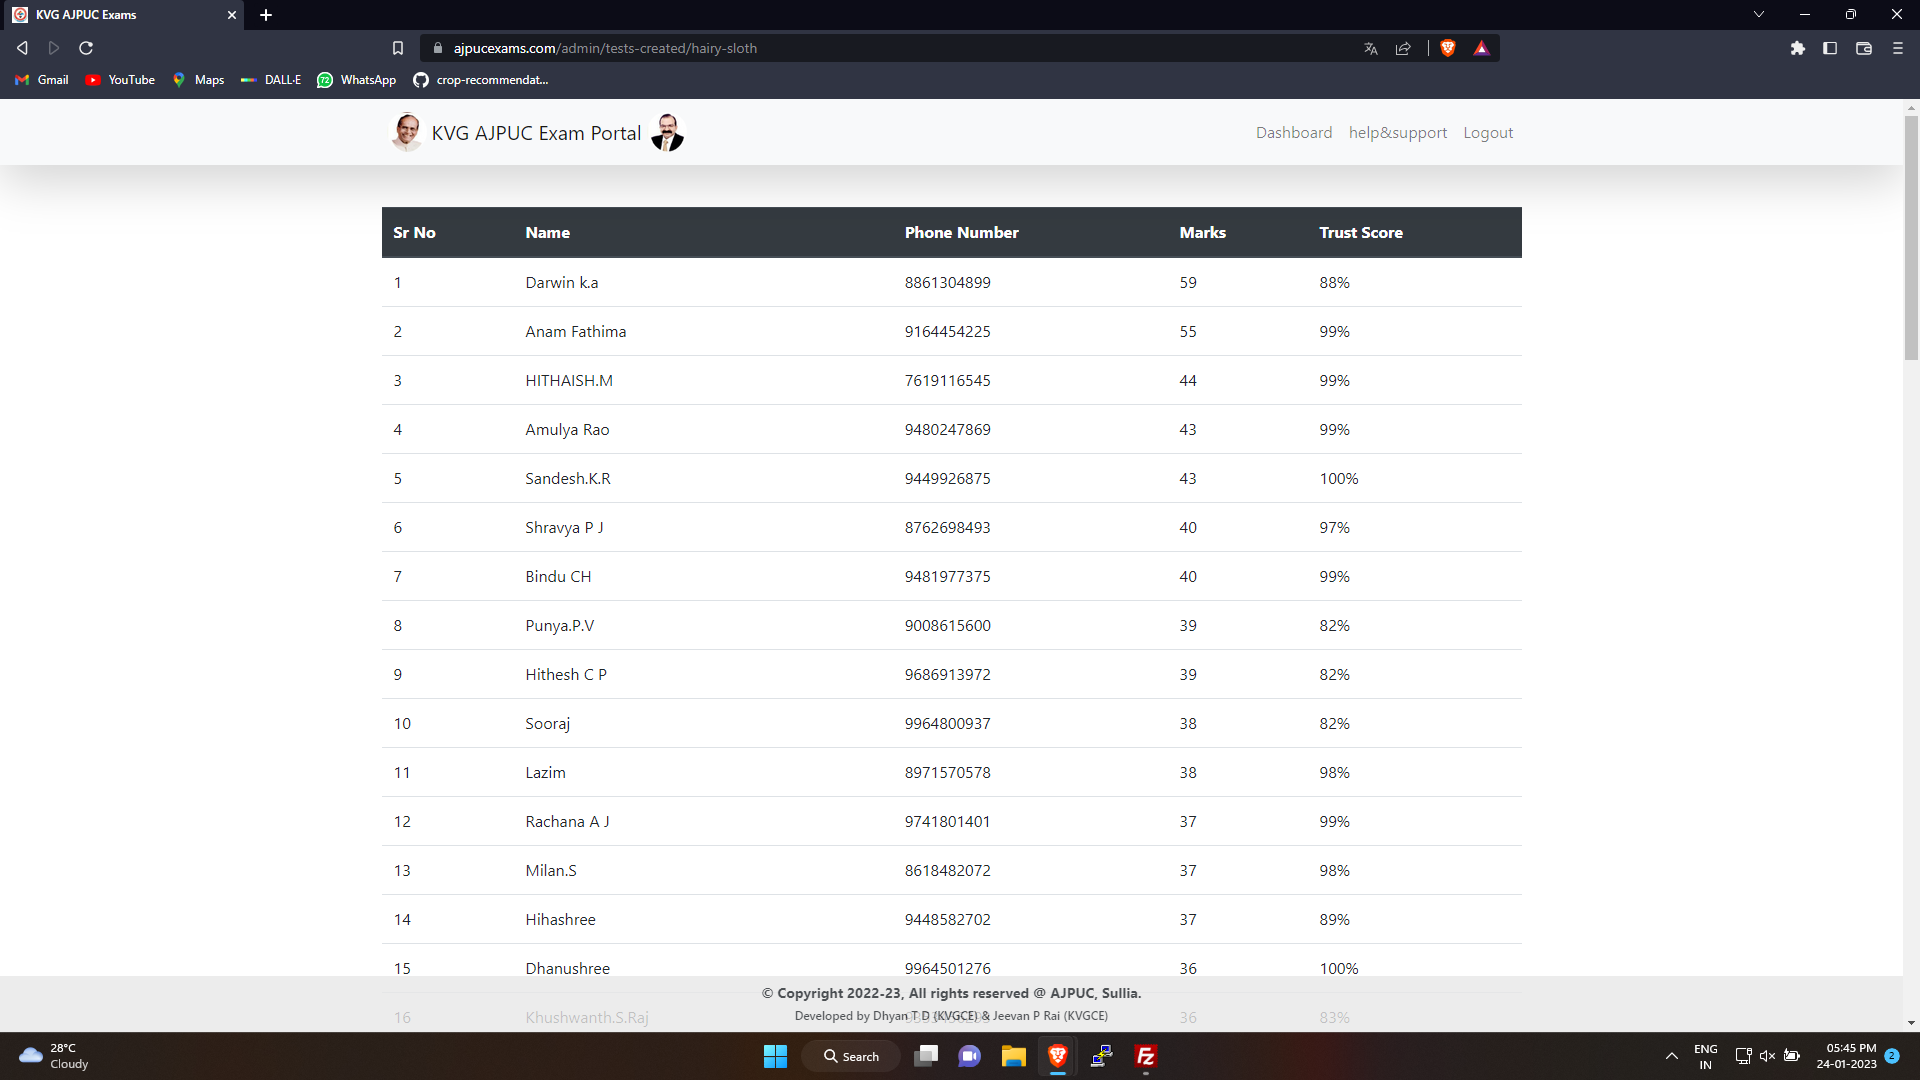 KVG AJPUC Exams
ajpucexams.com/admin/tests-created/hairy-sloth
Gmail YouTube Maps DALL·E WhatsApp crop-recommendat...
KVG AJPUC Exam Portal Dashboard help&support Logout
Sr No Name Phone Number Marks Trust Score
1 Darwin k.a 8861304899 59 88%
2 Anam Fathima 9164454225 55 99%
3 HITHAISH.M 7619116545 44 99%
4 Amulya Rao 9480247869 43 99%
5 Sandesh.K.R 9449926875 43 100%
6 Shravya P J 8762698493 40 97%
7 Bindu CH 9481977375 40 99%
8 Punya.P.V 9008615600 39 82%
9 Hithesh C P 9686913972 39 82%
10 Sooraj 9964800937 38 82%
11 Lazim 8971570578 38 98%
12 Rachana A J 9741801401 37 99%
13 Milan.S 8618482072 37 98%
14 Hihashree 9448582702 37 89%
15 Dhanushree 9964501276 36 100%
© Copyright 2022-23, All rights reserved @ AJPUC, Sullia.
Developed by Dhyan T D (KVGCE) & Jeevan P Rai (KVGCE)
16 Khushwanth.S.Raj 36 83%
28°C
Cloudy
Search
ENG
IN
05:45 PM
24-01-2023
2